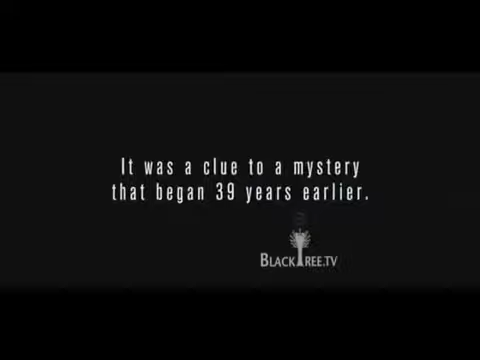 It was a clue to a mystery
that began 39 years earlier.
BLACKTREE.TV